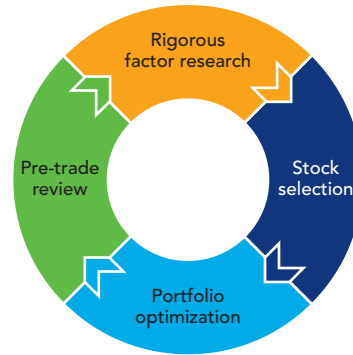 Rigorous
factor research
Stock
selection
Portfolio
optimization
Pre-trade
review